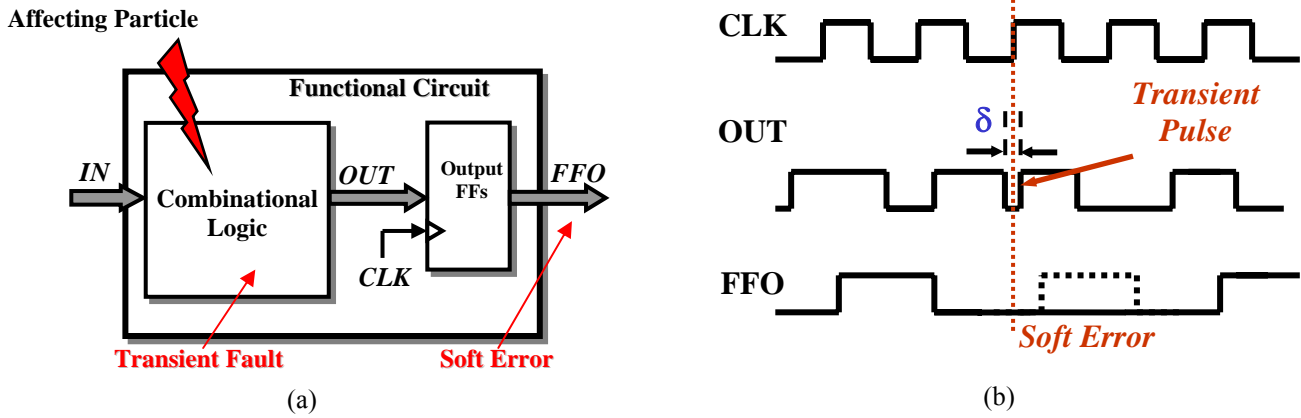 Affecting Particle
Functional Circuit
IN
Combinational
Logic
OUT
Output
FFs
FFO
CLK
Transient Fault
Soft Error
(a)
CLK
Transient
Pulse
δ
OUT
FFO
Soft Error
(b)